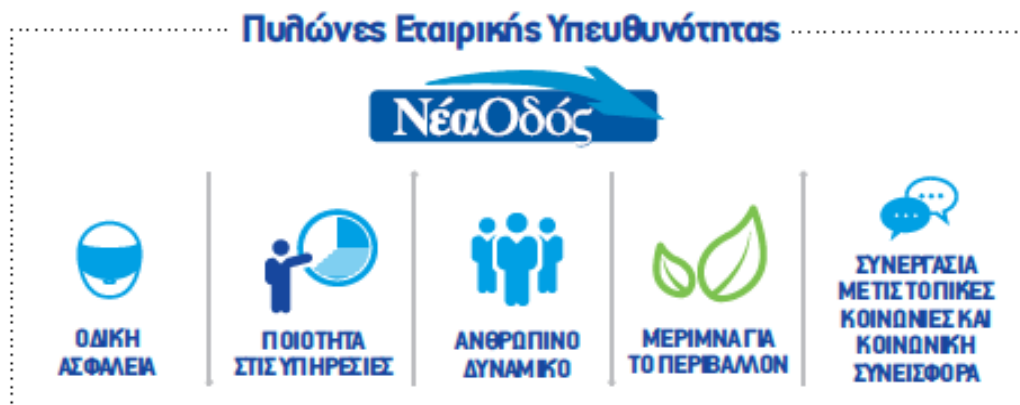 Πυλώνες Εταιρικής Υπευθυνότητας
ΝέαΟδός
ΟΔΙΚΗ
ΑΣΦΑΛΕΙΑ
ΠΟΙΟΤΗΤΑ
ΣΤΙΣ ΥΠΗΡΕΣΙΕΣ
ΑΝΘΡΩΠΙΝΟ
ΔΥΝΑΜΙΚΟ
ΜΕΡΙΜΝΑ ΓΙΑ
ΤΟ ΠΕΡΙΒΑΛΛΟΝ
ΣΥΝΕΡΓΑΣΙΑ
ΜΕ ΤΙΣ ΤΟΠΙΚΕΣ
ΚΟΙΝΩΝΙΕΣ ΚΑΙ
ΚΟΙΝΩΝΙΚΗ
ΣΥΝΕΙΣΦΟΡΑ